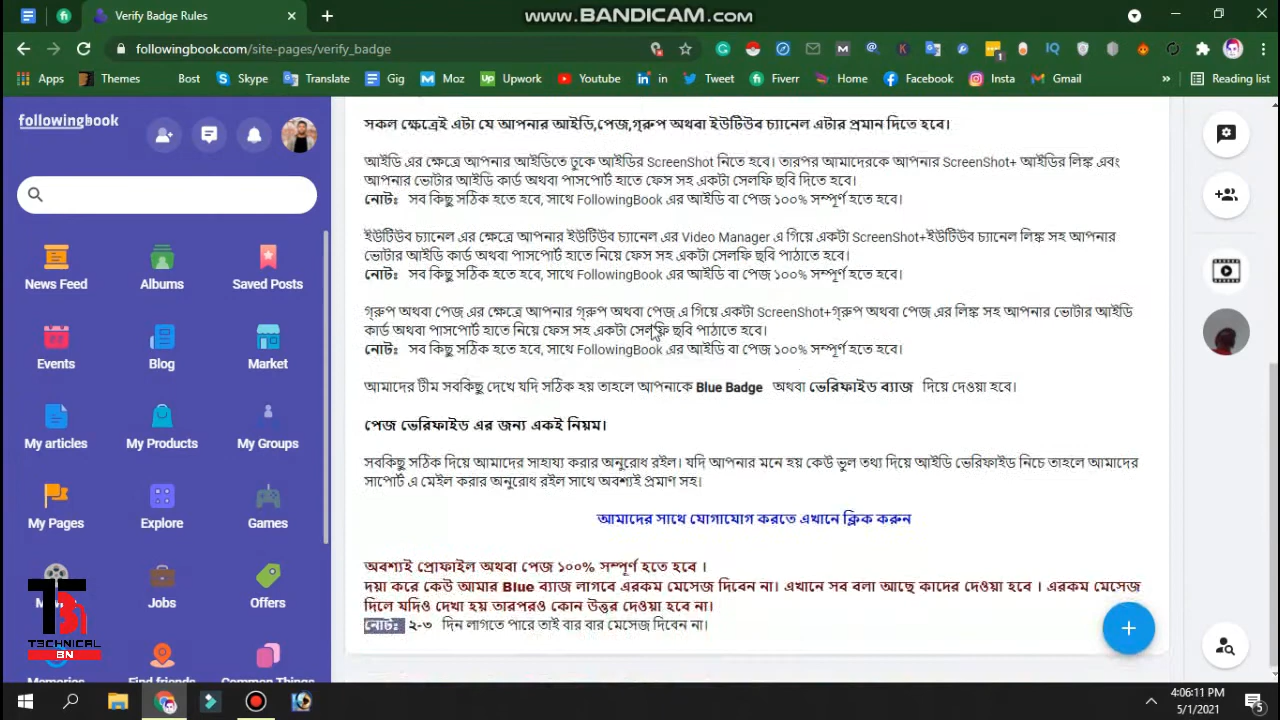 Verify Badge Rules
www.BANDICAM.com
followingbook.com/site-pages/verify_badge
Apps Themes Bost Skype Translate Gig Moz Upwork Youtube in Tweet Fiverr Home Facebook Insta Gmail » Reading list
followingbook
সকল ক্ষেত্রেই এটা যে আপনার আইডি,পেজ,গ্রুপ অথবা ইউটিউব চ্যানেল এটার প্রমান দিতে হবে।
আইডি এর ক্ষেত্রে আপনার আইডিতে ঢুকে আইডির ScreenShot নিতে হবে। তারপর আমাদেরকে আপনার ScreenShot+ আইডির লিঙ্ক এবং
আপনার ভোটার আইডি কার্ড অথবা পাসপোর্ট হাতে ফেস সহ একটা সেলফি ছবি দিতে হবে।
নোটঃ সব কিছু সঠিক হতে হবে, সাথে FollowingBook এর আইডি বা পেজ ১০০% সম্পূর্ণ হতে হবে।
ইউটিউব চ্যানেল এর ক্ষেত্রে আপনার ইউটিউব চ্যানেল এর Video Manager এ গিয়ে একটা ScreenShot+ইউটিউব চ্যানেল লিঙ্ক সহ আপনার
ভোটার আইডি কার্ড অথবা পাসপোর্ট হাতে নিয়ে ফেস সহ একটা সেলফি ছবি পাঠাতে হবে।
নোটঃ সব কিছু সঠিক হতে হবে, সাথে FollowingBook এর আইডি বা পেজ ১০০% সম্পূর্ণ হতে হবে।
গ্রুপ অথবা পেজ এর ক্ষেত্রে আপনার গ্রুপ অথবা পেজ এ গিয়ে একটা ScreenShot+গ্রুপ অথবা পেজ এর লিঙ্ক সহ আপনার ভোটার আইডি
কার্ড অথবা পাসপোর্ট হাতে নিয়ে ফেস সহ একটা সেলফি ছবি পাঠাতে হবে।
নোটঃ সব কিছু সঠিক হতে হবে, সাথে FollowingBook এর আইডি বা পেজ ১০০% সম্পূর্ণ হতে হবে।
আমাদের টীম সবকিছু দেখে যদি সঠিক হয় তাহলে আপনাকে Blue Badge অথবা ভেরিফাইড ব্যাজ দিয়ে দেওয়া হবে।
পেজ ভেরিফাইড এর জন্য একই নিয়ম।
সবকিছু সঠিক দিয়ে আমাদের সাহায্য করার অনুরোধ রইল। যদি আপনার মনে হয় কেউ ভুল তথ্য দিয়ে আইডি ভেরিফাইড নিচে তাহলে আমাদের
সাপোর্ট এ মেইল করার অনুরোধ রইল সাথে অবশ্যই প্রমাণ সহ।
আমাদের সাথে যোগাযোগ করতে এখানে ক্লিক করুন
অবশ্যই প্রোফাইল অথবা পেজ ১০০% সম্পূর্ণ হতে হবে ।
দয়া করে কেউ আমার Blue ব্যাজ লাগবে এরকম মেসেজ দিবেন না। এখানে সব বলা আছে কাদের দেওয়া হবে । এরকম মেসেজ
দিলে যদিও দেখা হয় তারপরও কোন উত্তর দেওয়া হবে না।
নোটঃ ২-৩ দিন লাগতে পারে তাই বার বার মেসেজ দিবেন না।
News Feed Albums Saved Posts
Events Blog Market
My articles My Products My Groups
My Pages Explore Games
Jobs Offers
Memories Find friends Common Things
TECHNICAL
BN
4:06:11 PM
5/1/2021